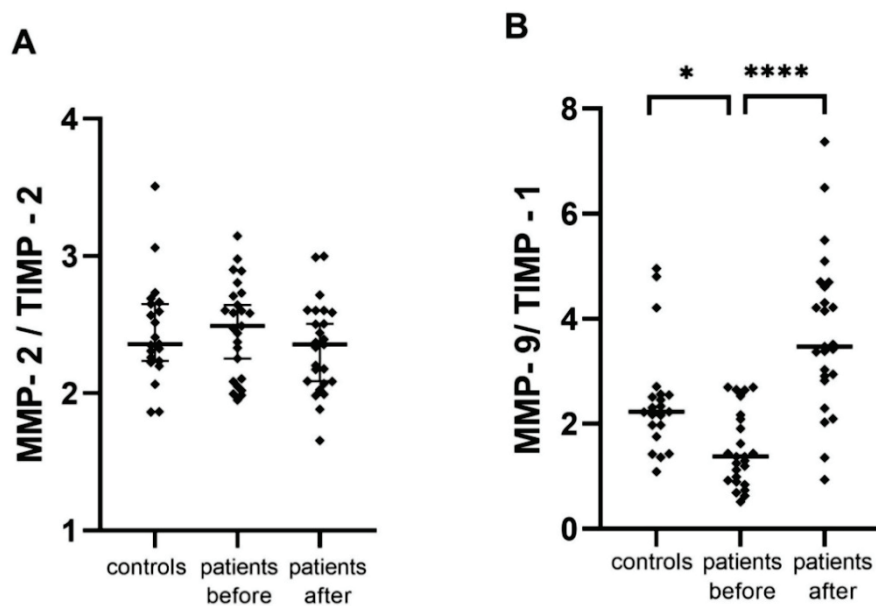 A
MMP- 2 / TIMP - 2
4
3
2
1
controls
patients
before
patients
after
B
* ****
MMP- 9/ TIMP - 1
8
6
4
2
0
controls
patients
before
patients
after